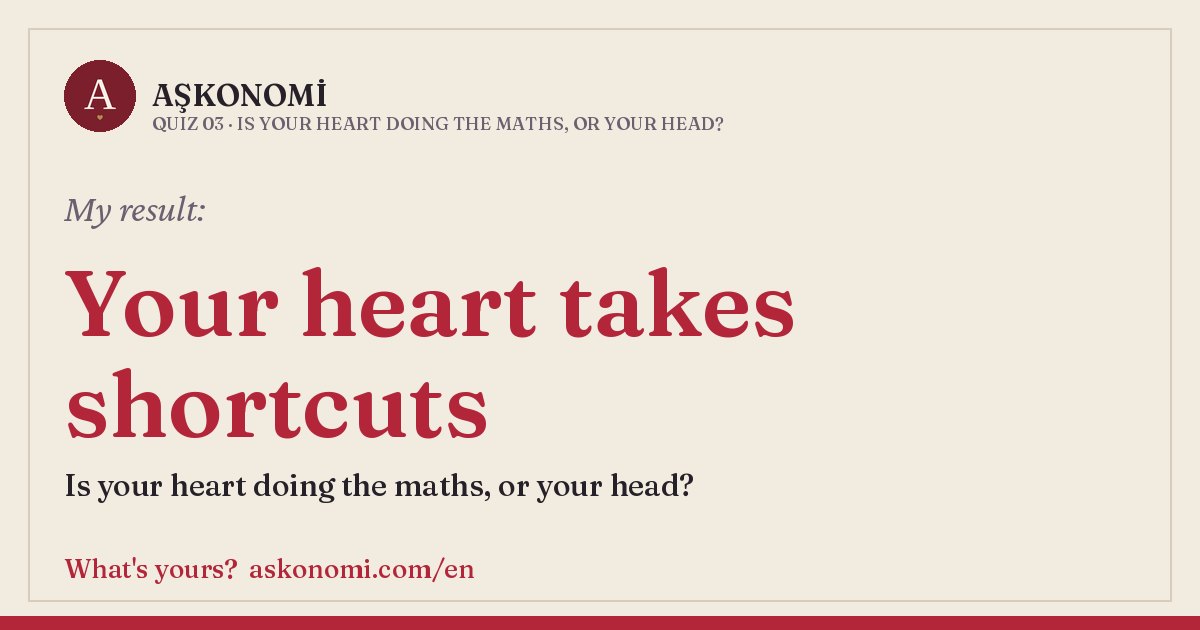 A
AŞKONOMİ
QUIZ 03 · IS YOUR HEART DOING THE MATHS, OR YOUR HEAD?
My result:
Your heart takes
shortcuts
Is your heart doing the maths, or your head?
What's yours? askonomi.com/en